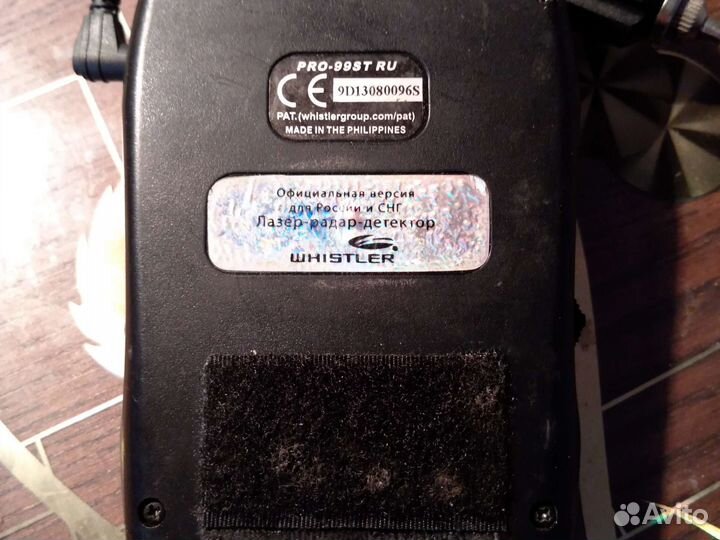 PRO-99ST RU
CE 9D13080096S
PAT.(whistlergroup.com/pat)
MADE IN THE PHILIPPINES
Официальная версия
для России и СНГ
Лазер-радар-детектор
WHISTLER
Avito